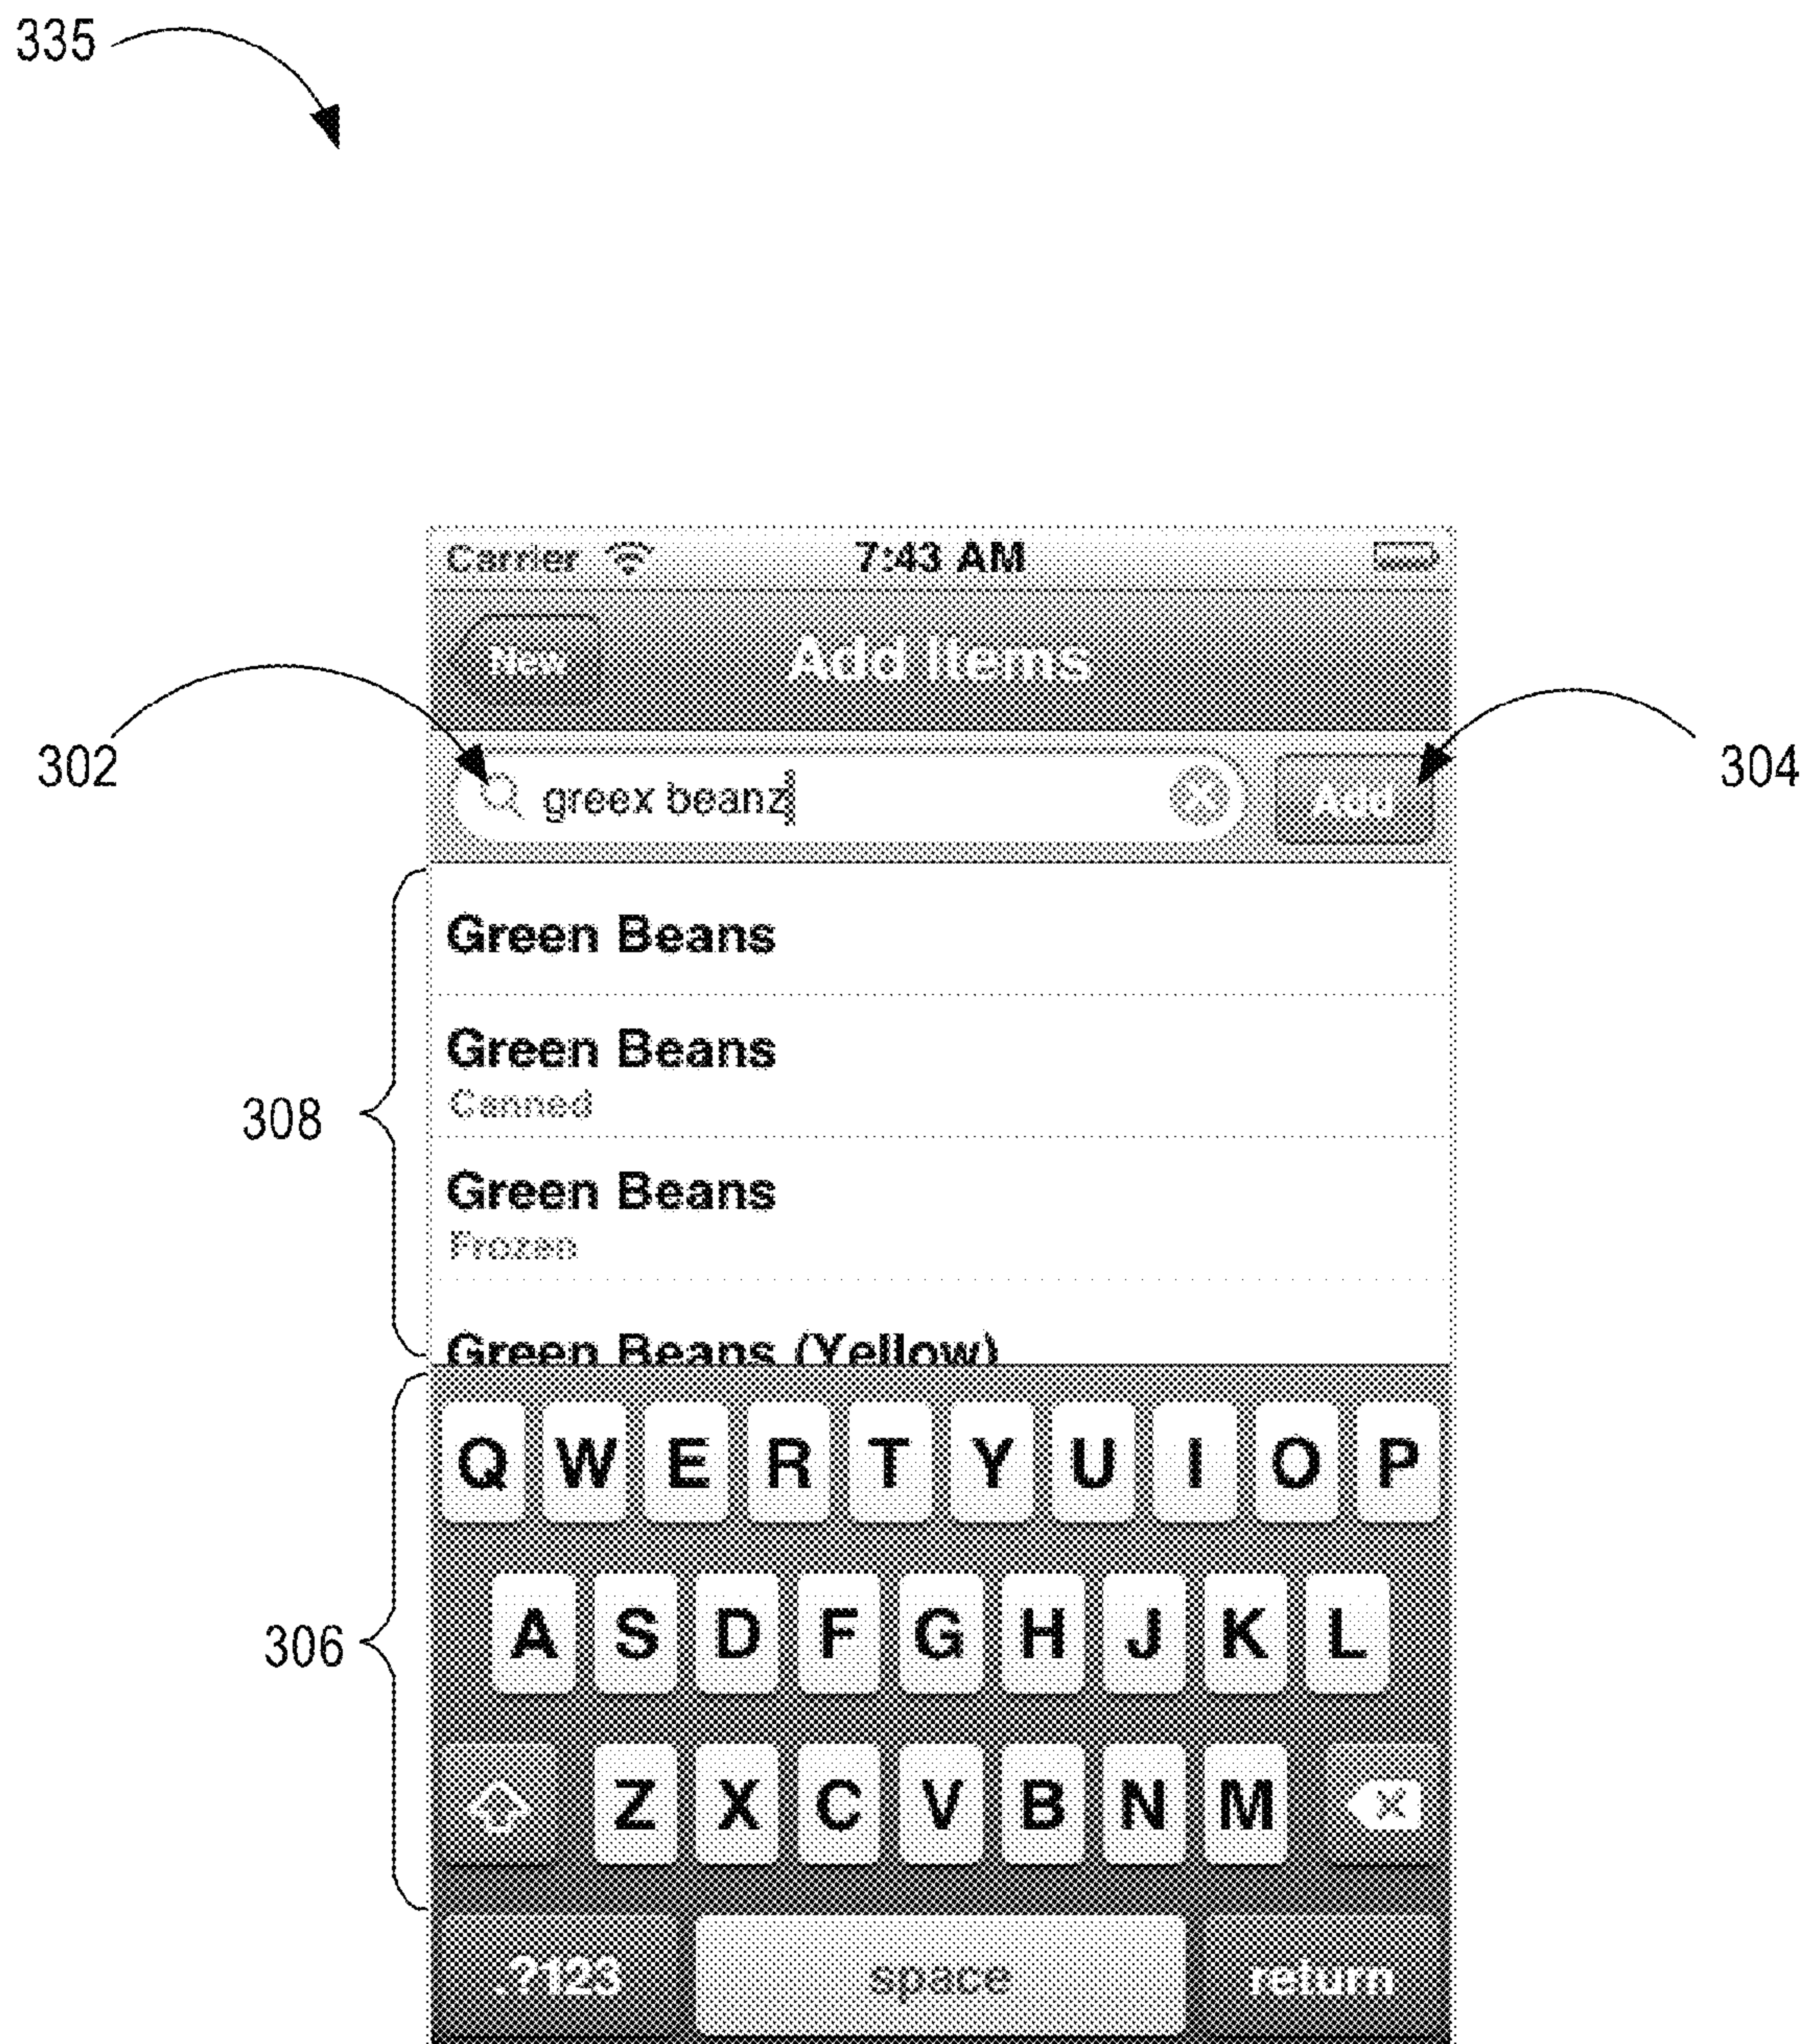 335
Carrier 7:43 AM
New Add Items
302 greex beanz Add 304
Green Beans
Green Beans
Canned
308
Green Beans
Frozen
Green Beans (Yellow)
Q W E R T Y U I O P
306 A S D F G H J K L
Z X C V B N M
.?123 space return